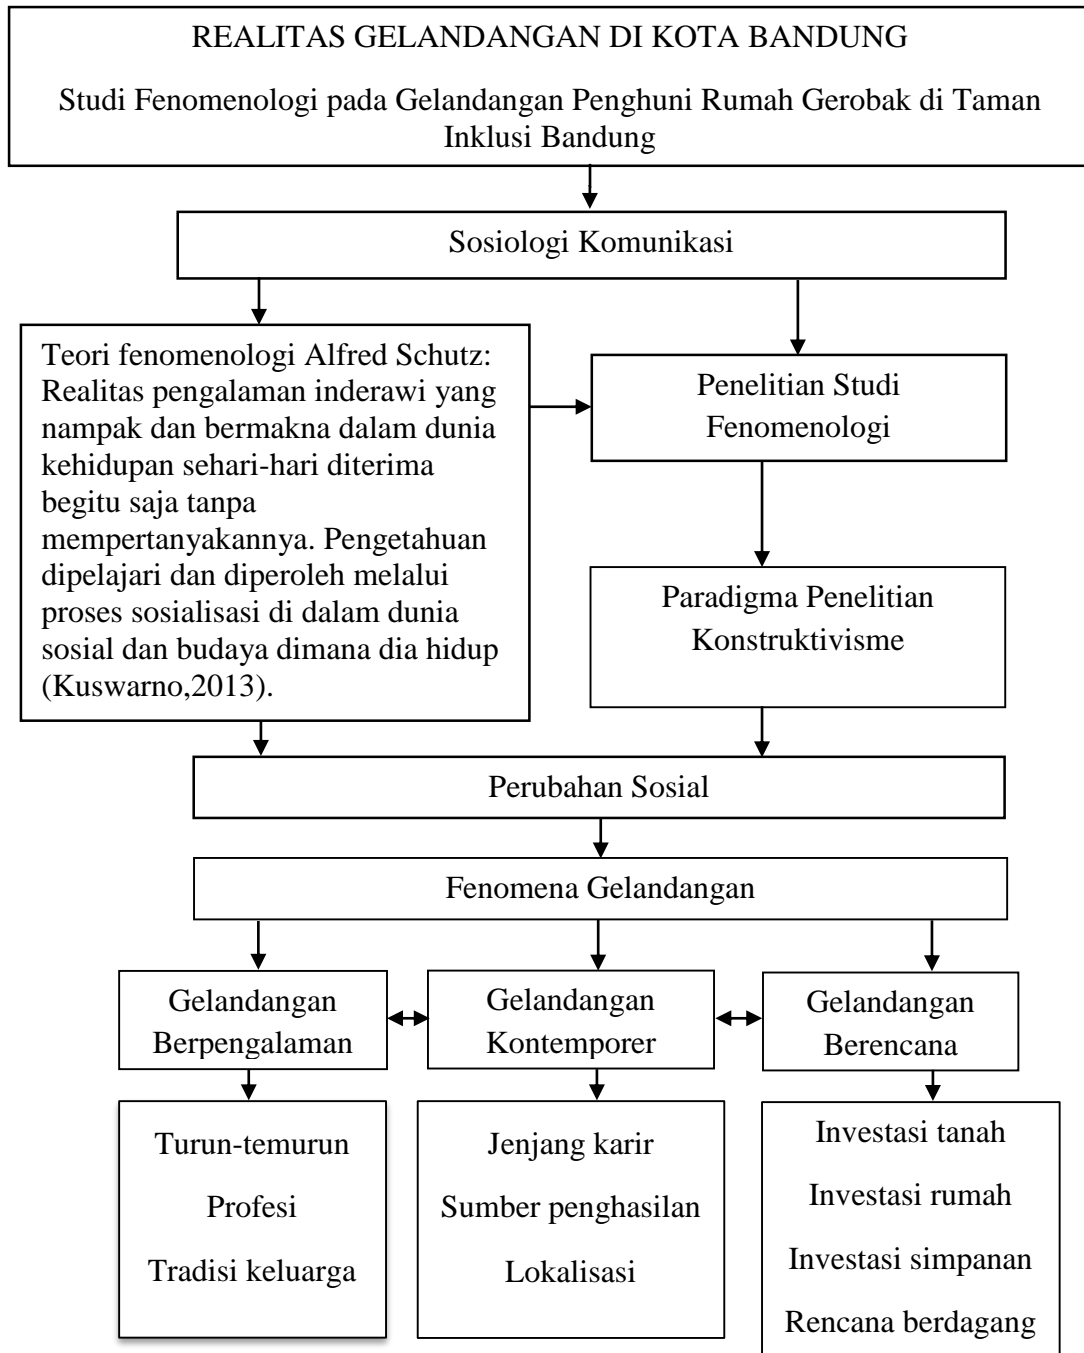 REALITAS GELANDANGAN DI KOTA BANDUNG
Studi Fenomenologi pada Gelandangan Penghuni Rumah Gerobak di Taman
Inklusi Bandung
Sosiologi Komunikasi
Teori fenomenologi Alfred Schutz:
Realitas pengalaman inderawi yang
nampak dan bermakna dalam dunia
kehidupan sehari-hari diterima
begitu saja tanpa
mempertanyakannya. Pengetahuan
dipelajari dan diperoleh melalui
proses sosialisasi di dalam dunia
sosial dan budaya dimana dia hidup
(Kuswarno,2013).
Penelitian Studi
Fenomenologi
Paradigma Penelitian
Konstruktivisme
Perubahan Sosial
Fenomena Gelandangan
Gelandangan
Berpengalaman
Gelandangan
Kontemporer
Gelandangan
Berencana
Turun-temurun
Profesi
Tradisi keluarga
Jenjang karir
Sumber penghasilan
Lokalisasi
Investasi tanah
Investasi rumah
Investasi simpanan
Rencana berdagang